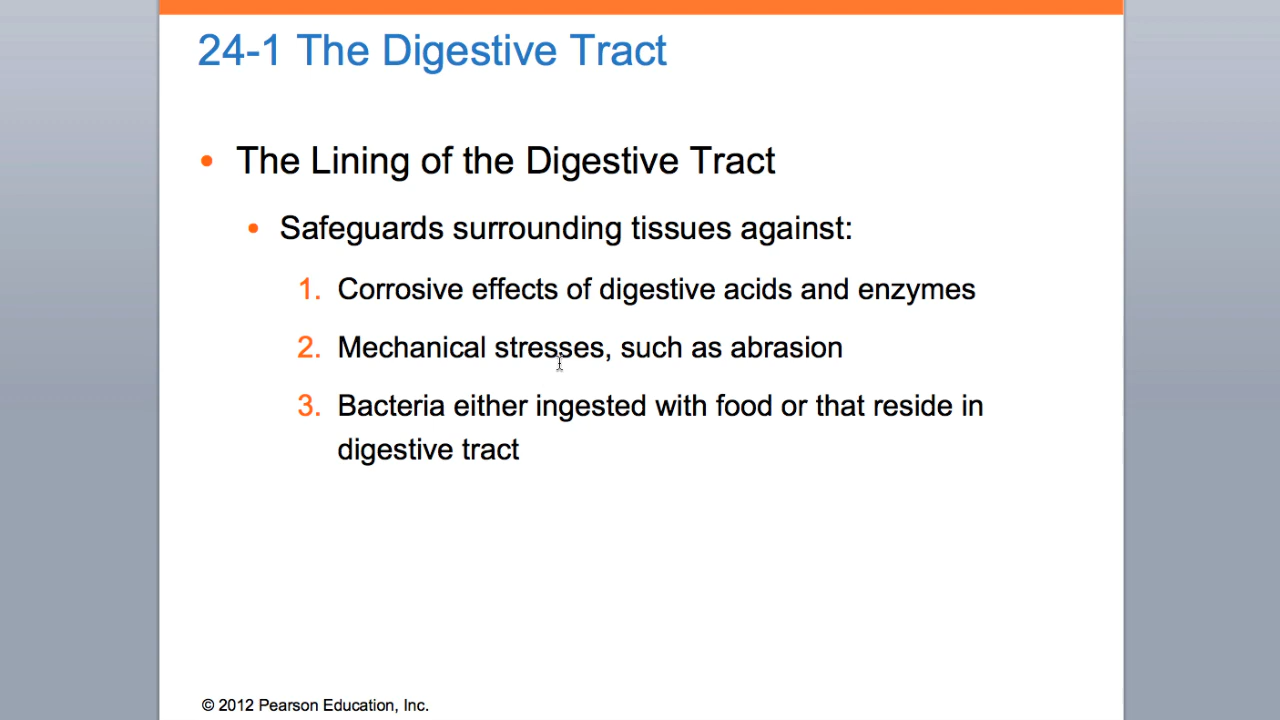 24-1 The Digestive Tract
• The Lining of the Digestive Tract
• Safeguards surrounding tissues against:
1. Corrosive effects of digestive acids and enzymes
2. Mechanical stresses, such as abrasion
3. Bacteria either ingested with food or that reside in
digestive tract
© 2012 Pearson Education, Inc.